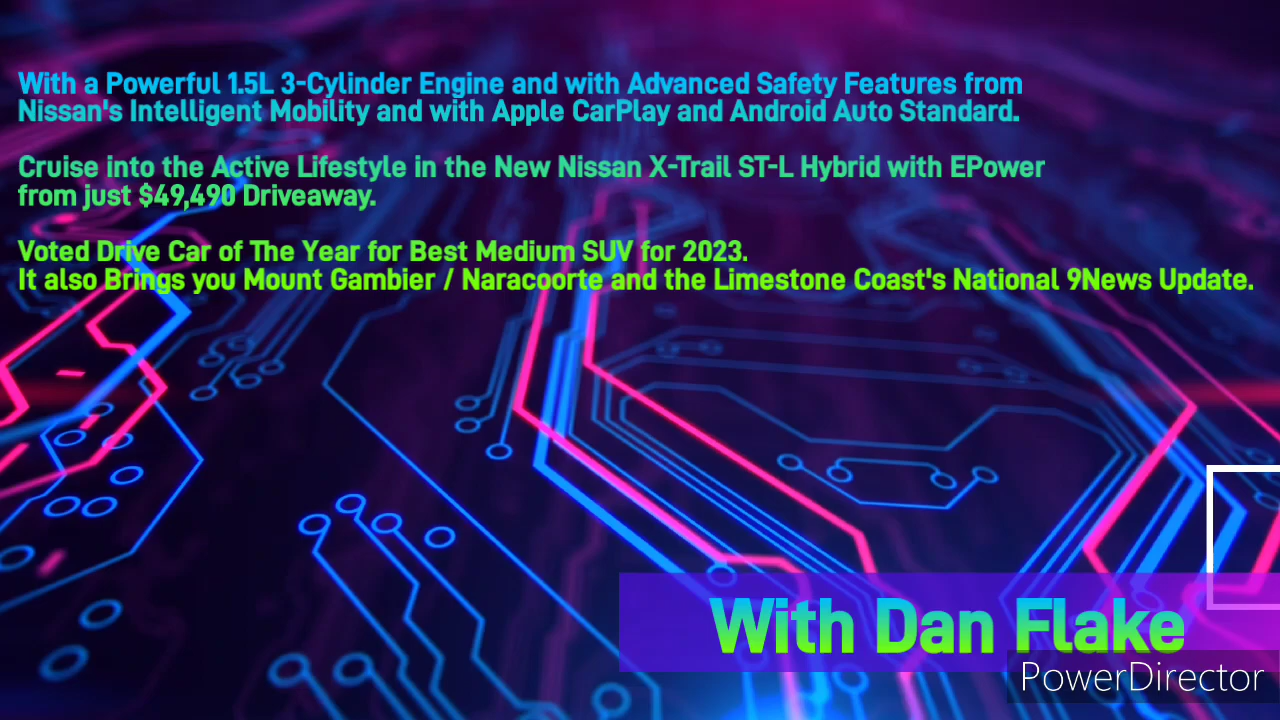 With a Powerful 1.5L 3-Cylinder Engine and with Advanced Safety Features from
Nissan's Intelligent Mobility and with Apple CarPlay and Android Auto Standard.
Cruise into the Active Lifestyle in the New Nissan X-Trail ST-L Hybrid with EPower
from just $49,490 Driveaway.
Voted Drive Car of The Year for Best Medium SUV for 2023.
It also Brings you Mount Gambier / Naracoorte and the Limestone Coast's National 9News Update.
With Dan Flake
PowerDirector